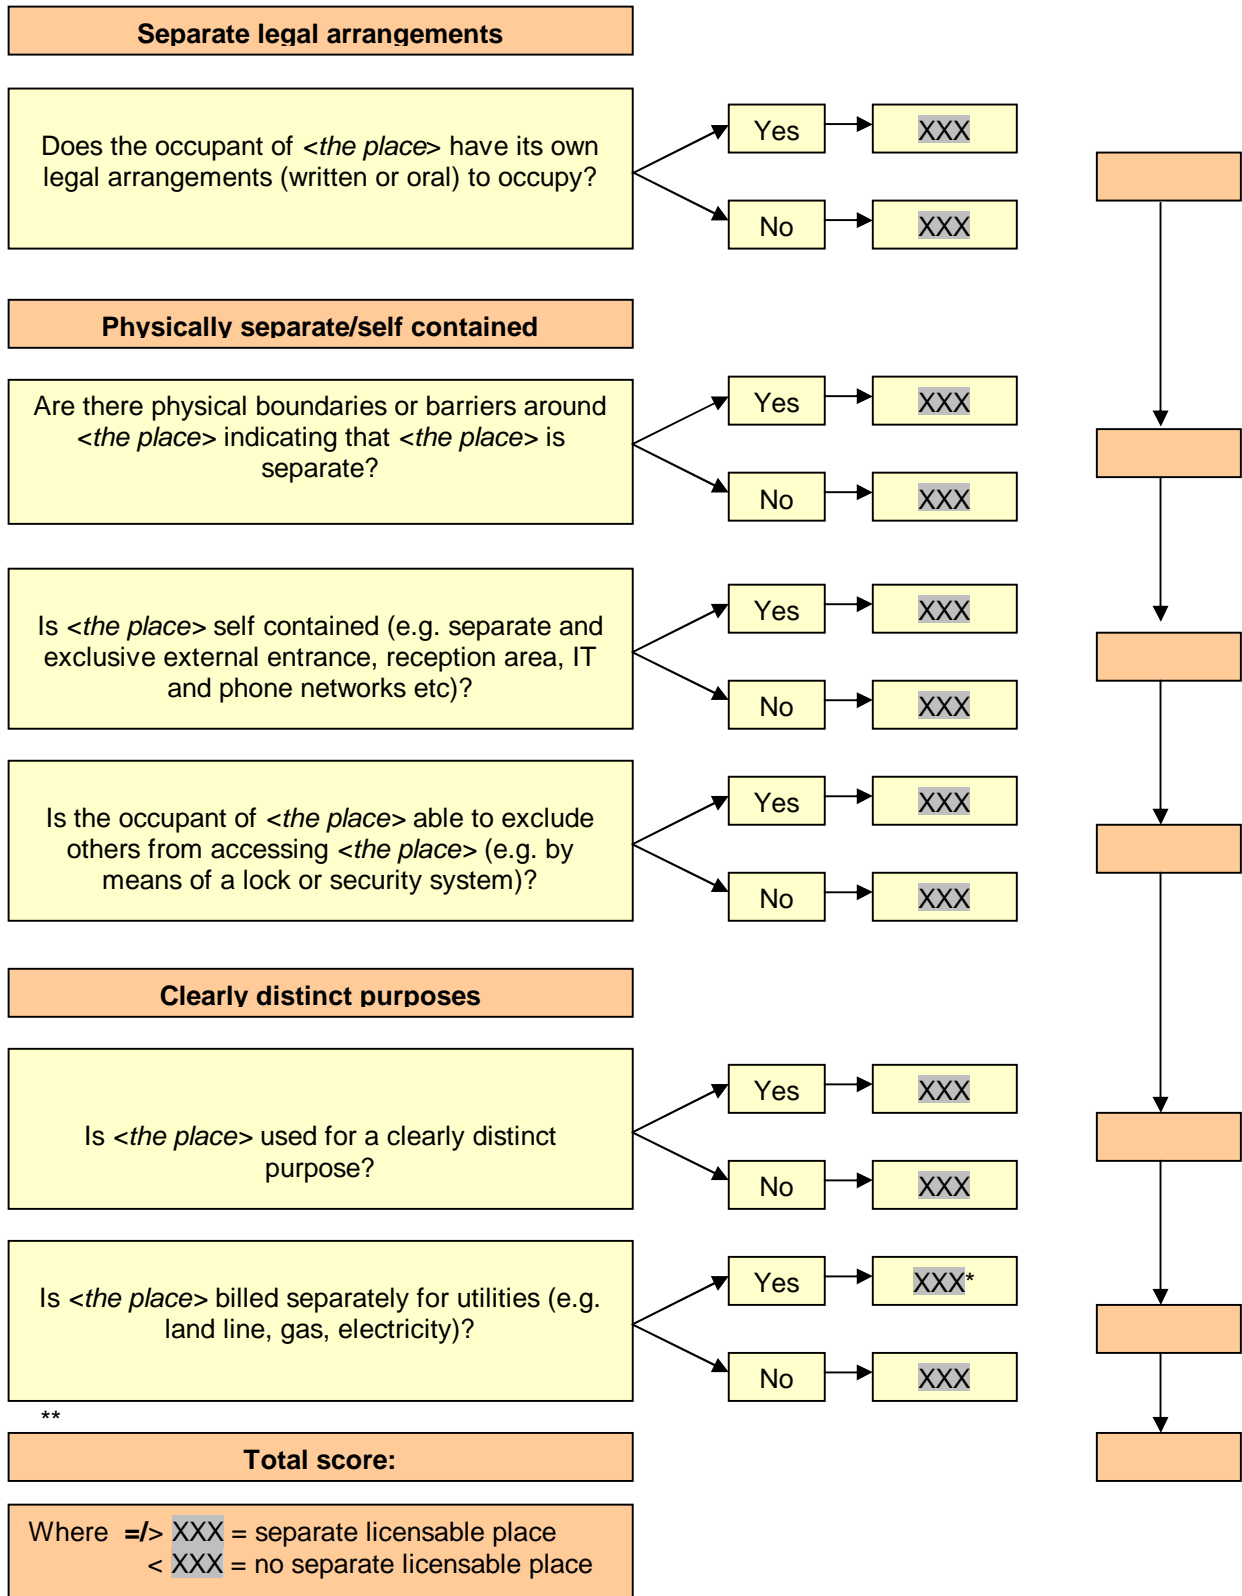 Separate legal arrangements
Does the occupant of <the place> have its own
legal arrangements (written or oral) to occupy?
Yes
XXX
No
XXX
Physically separate/self contained
Are there physical boundaries or barriers around
<the place> indicating that <the place> is
separate?
Yes
XXX
No
XXX
Is <the place> self contained (e.g. separate and
exclusive external entrance, reception area, IT
and phone networks etc)?
Yes
XXX
No
XXX
Is the occupant of <the place> able to exclude
others from accessing <the place> (e.g. by
means of a lock or security system)?
Yes
XXX
No
XXX
Clearly distinct purposes
Is <the place> used for a clearly distinct
purpose?
Yes
XXX
No
XXX
Is <the place> billed separately for utilities (e.g.
land line, gas, electricity)?
Yes
XXX*
No
XXX
**
Total score:
Where =/> XXX = separate licensable place
< XXX = no separate licensable place